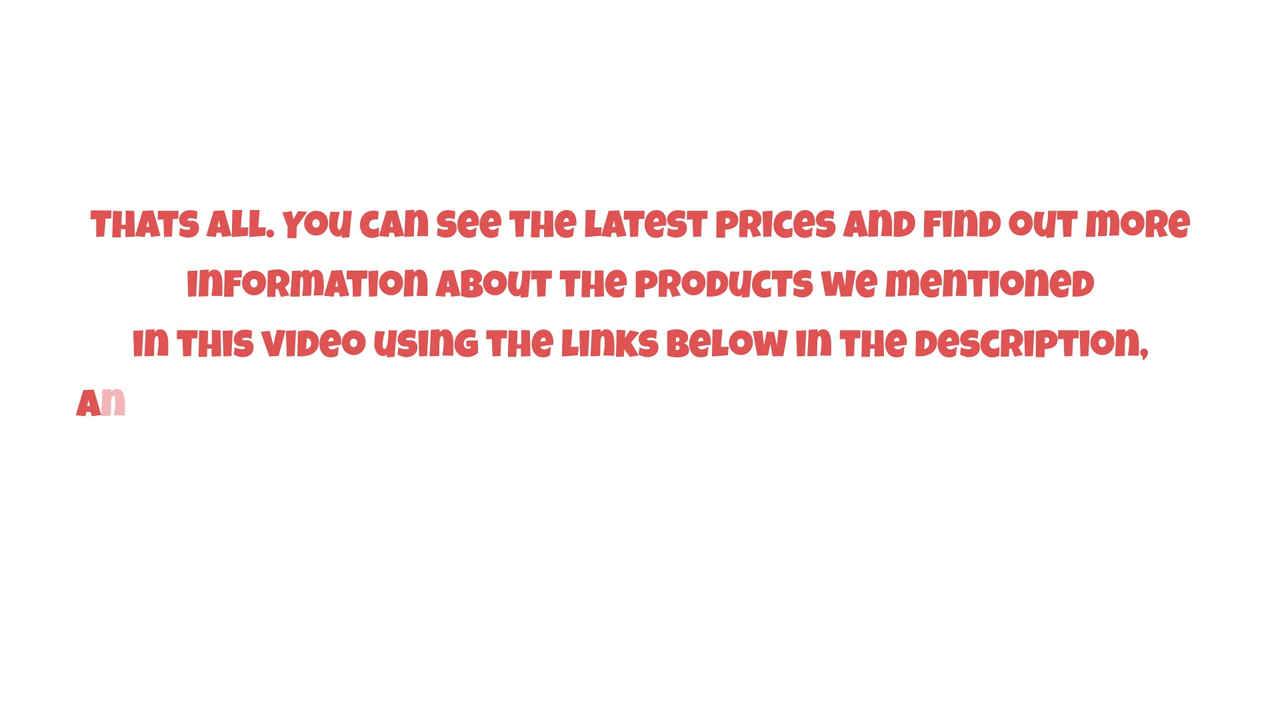 Thats all. You can see the latest prices and find out more
information about the products we mentioned
in this video using the links below in the description,
an